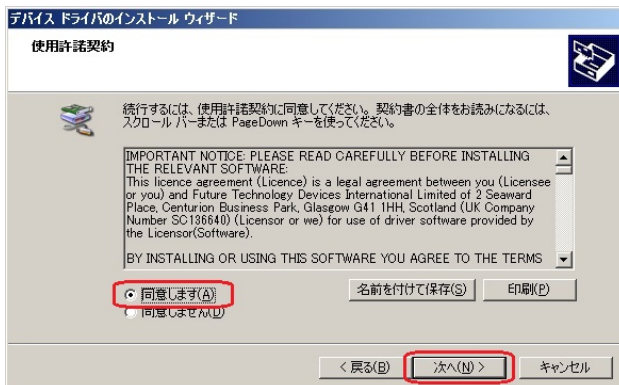 デバイス ドライバのインストール ウィザード
使用許諾契約
続行するには、使用許諾契約に同意してください。契約書の全体をお読みになるには、
スクロール バーまたは PageDown キーを使ってください。
IMPORTANT NOTICE: PLEASE READ CAREFULLY BEFORE INSTALLING
THE RELEVANT SOFTWARE:
This licence agreement (Licence) is a legal agreement between you (Licensee
or you) and Future Technology Devices International Limited of 2 Seaward
Place, Centurion Business Park, Glasgow G41 1HH, Scotland (UK Company
Number SC136640) (Licensor or we) for use of driver software provided by
the Licensor(Software).
BY INSTALLING OR USING THIS SOFTWARE YOU AGREE TO THE TERMS
同意します(A)
名前を付けて保存(S)
印刷(P)
同意しません(D)
< 戻る(B)
次へ(N) >
キャンセル